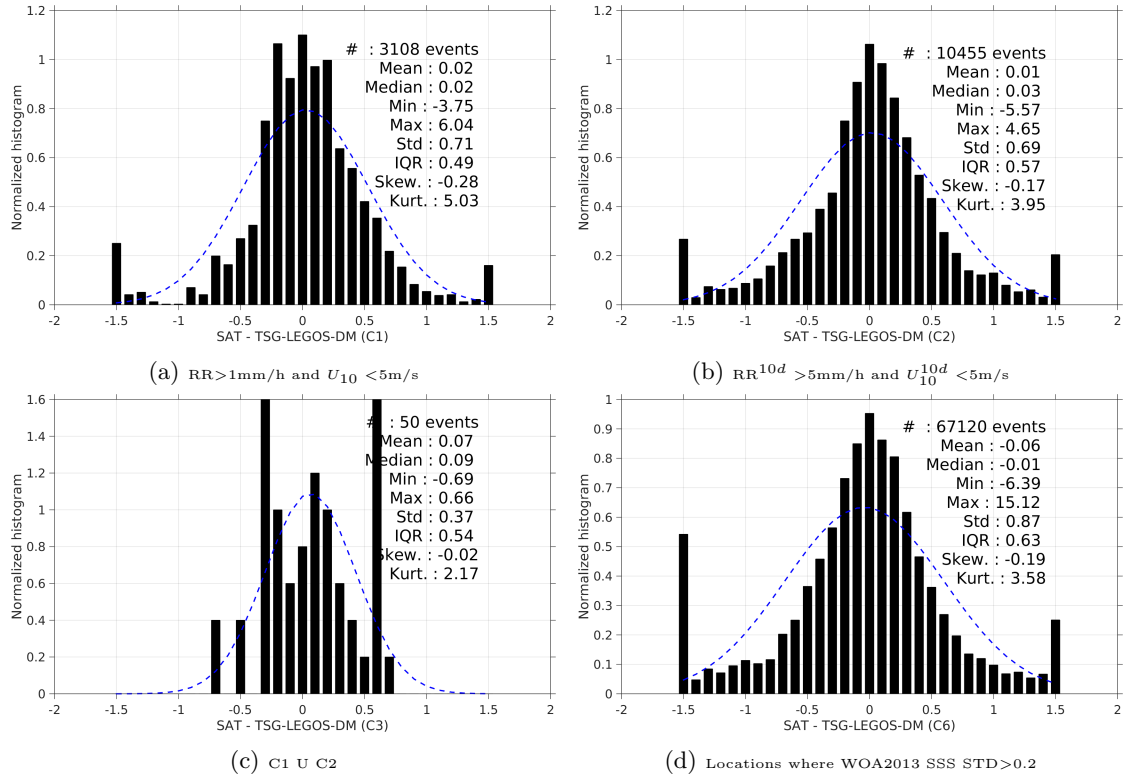 1.2
1
0.8
0.6
0.4
0.2
0
-2 -1.5 -1 -0.5 0 0.5 1 1.5 2
Normalized histogram
SAT - TSG-LEGOS-DM (C1)
# : 3108 events
Mean : 0.02
Median : 0.02
Min : -3.75
Max : 6.04
Std : 0.71
IQR : 0.49
Skew. : -0.28
Kurt. : 5.03
(a) RR>1mm/h and U10 <5m/s
1.2
1
0.8
0.6
0.4
0.2
0
-2 -1.5 -1 -0.5 0 0.5 1 1.5 2
Normalized histogram
SAT - TSG-LEGOS-DM (C2)
# : 10455 events
Mean : 0.01
Median : 0.03
Min : -5.57
Max : 4.65
Std : 0.69
IQR : 0.57
Skew. : -0.17
Kurt. : 3.95
(b) RR10d >5mm/h and U10 10d <5m/s
1.6
1.4
1.2
1
0.8
0.6
0.4
0.2
0
-2 -1.5 -1 -0.5 0 0.5 1 1.5 2
Normalized histogram
SAT - TSG-LEGOS-DM (C3)
# : 50 events
Mean : 0.07
Median : 0.09
Min : -0.69
Max : 0.66
Std : 0.37
IQR : 0.54
Skew. : -0.02
Kurt. : 2.17
(c) C1 U C2
1
0.9
0.8
0.7
0.6
0.5
0.4
0.3
0.2
0.1
0
-2 -1.5 -1 -0.5 0 0.5 1 1.5 2
Normalized histogram
SAT - TSG-LEGOS-DM (C6)
# : 67120 events
Mean : -0.06
Median : -0.01
Min : -6.39
Max : 15.12
Std : 0.87
IQR : 0.63
Skew. : -0.19
Kurt. : 3.58
(d) Locations where WOA2013 SSS STD>0.2